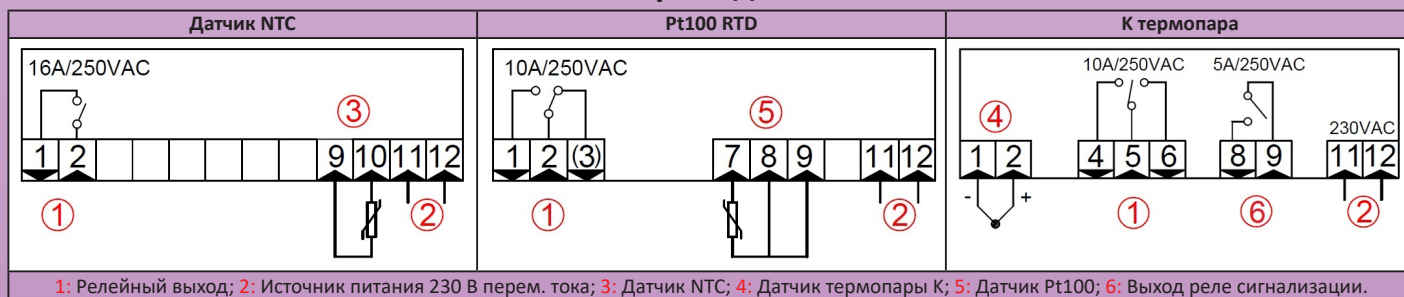 Датчик NTC
Pt100 RTD
K термопара
16A/250VAC
③
1 2 9 10 11 12
①
②
10A/250VAC
⑤
1 2 (3) 7 8 9 11 12
①
②
10A/250VAC 5A/250VAC
④
230VAC
1 2 4 5 6 8 9 11 12
- +
① ⑥ ②
1: Релейный выход; 2: Источник питания 230 В перем. тока; 3: Датчик NTC; 4: Датчик термопары K; 5: Датчик Pt100; 6: Выход реле сигнализации.